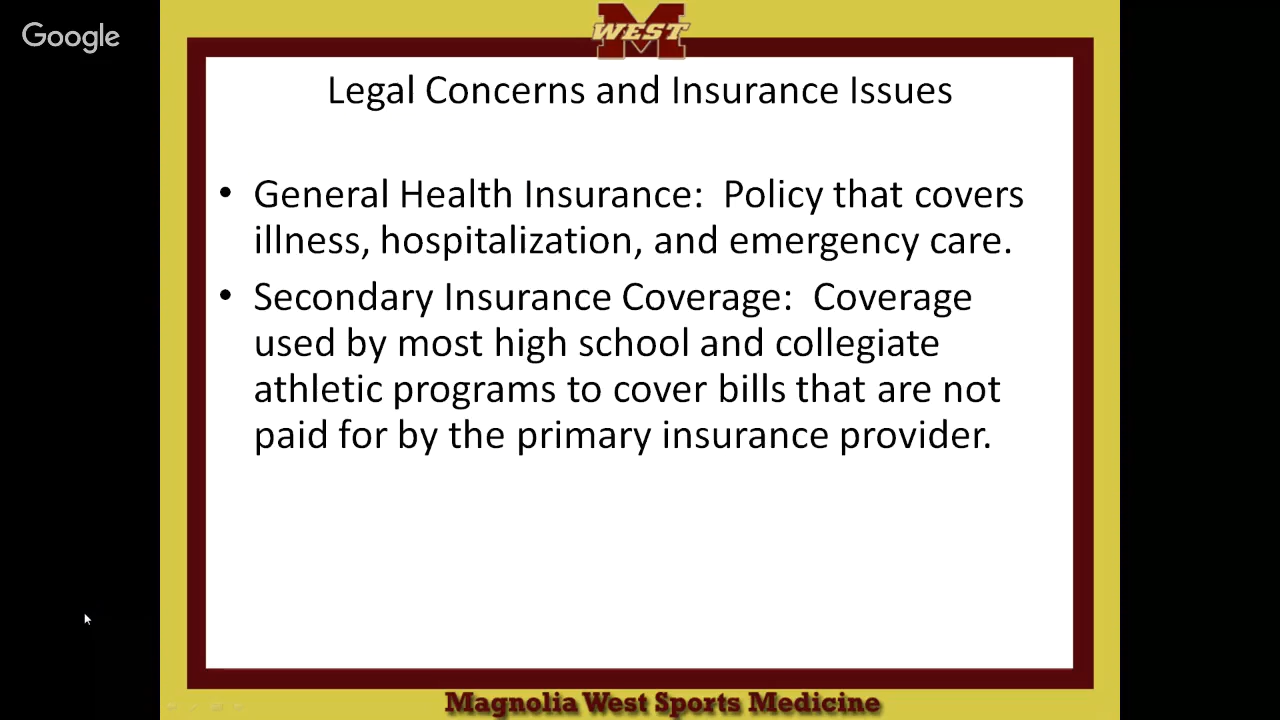 Google
M
WEST
Legal Concerns and Insurance Issues
• General Health Insurance:  Policy that covers
illness, hospitalization, and emergency care.
• Secondary Insurance Coverage:  Coverage
used by most high school and collegiate
athletic programs to cover bills that are not
paid for by the primary insurance provider.
Magnolia West Sports Medicine